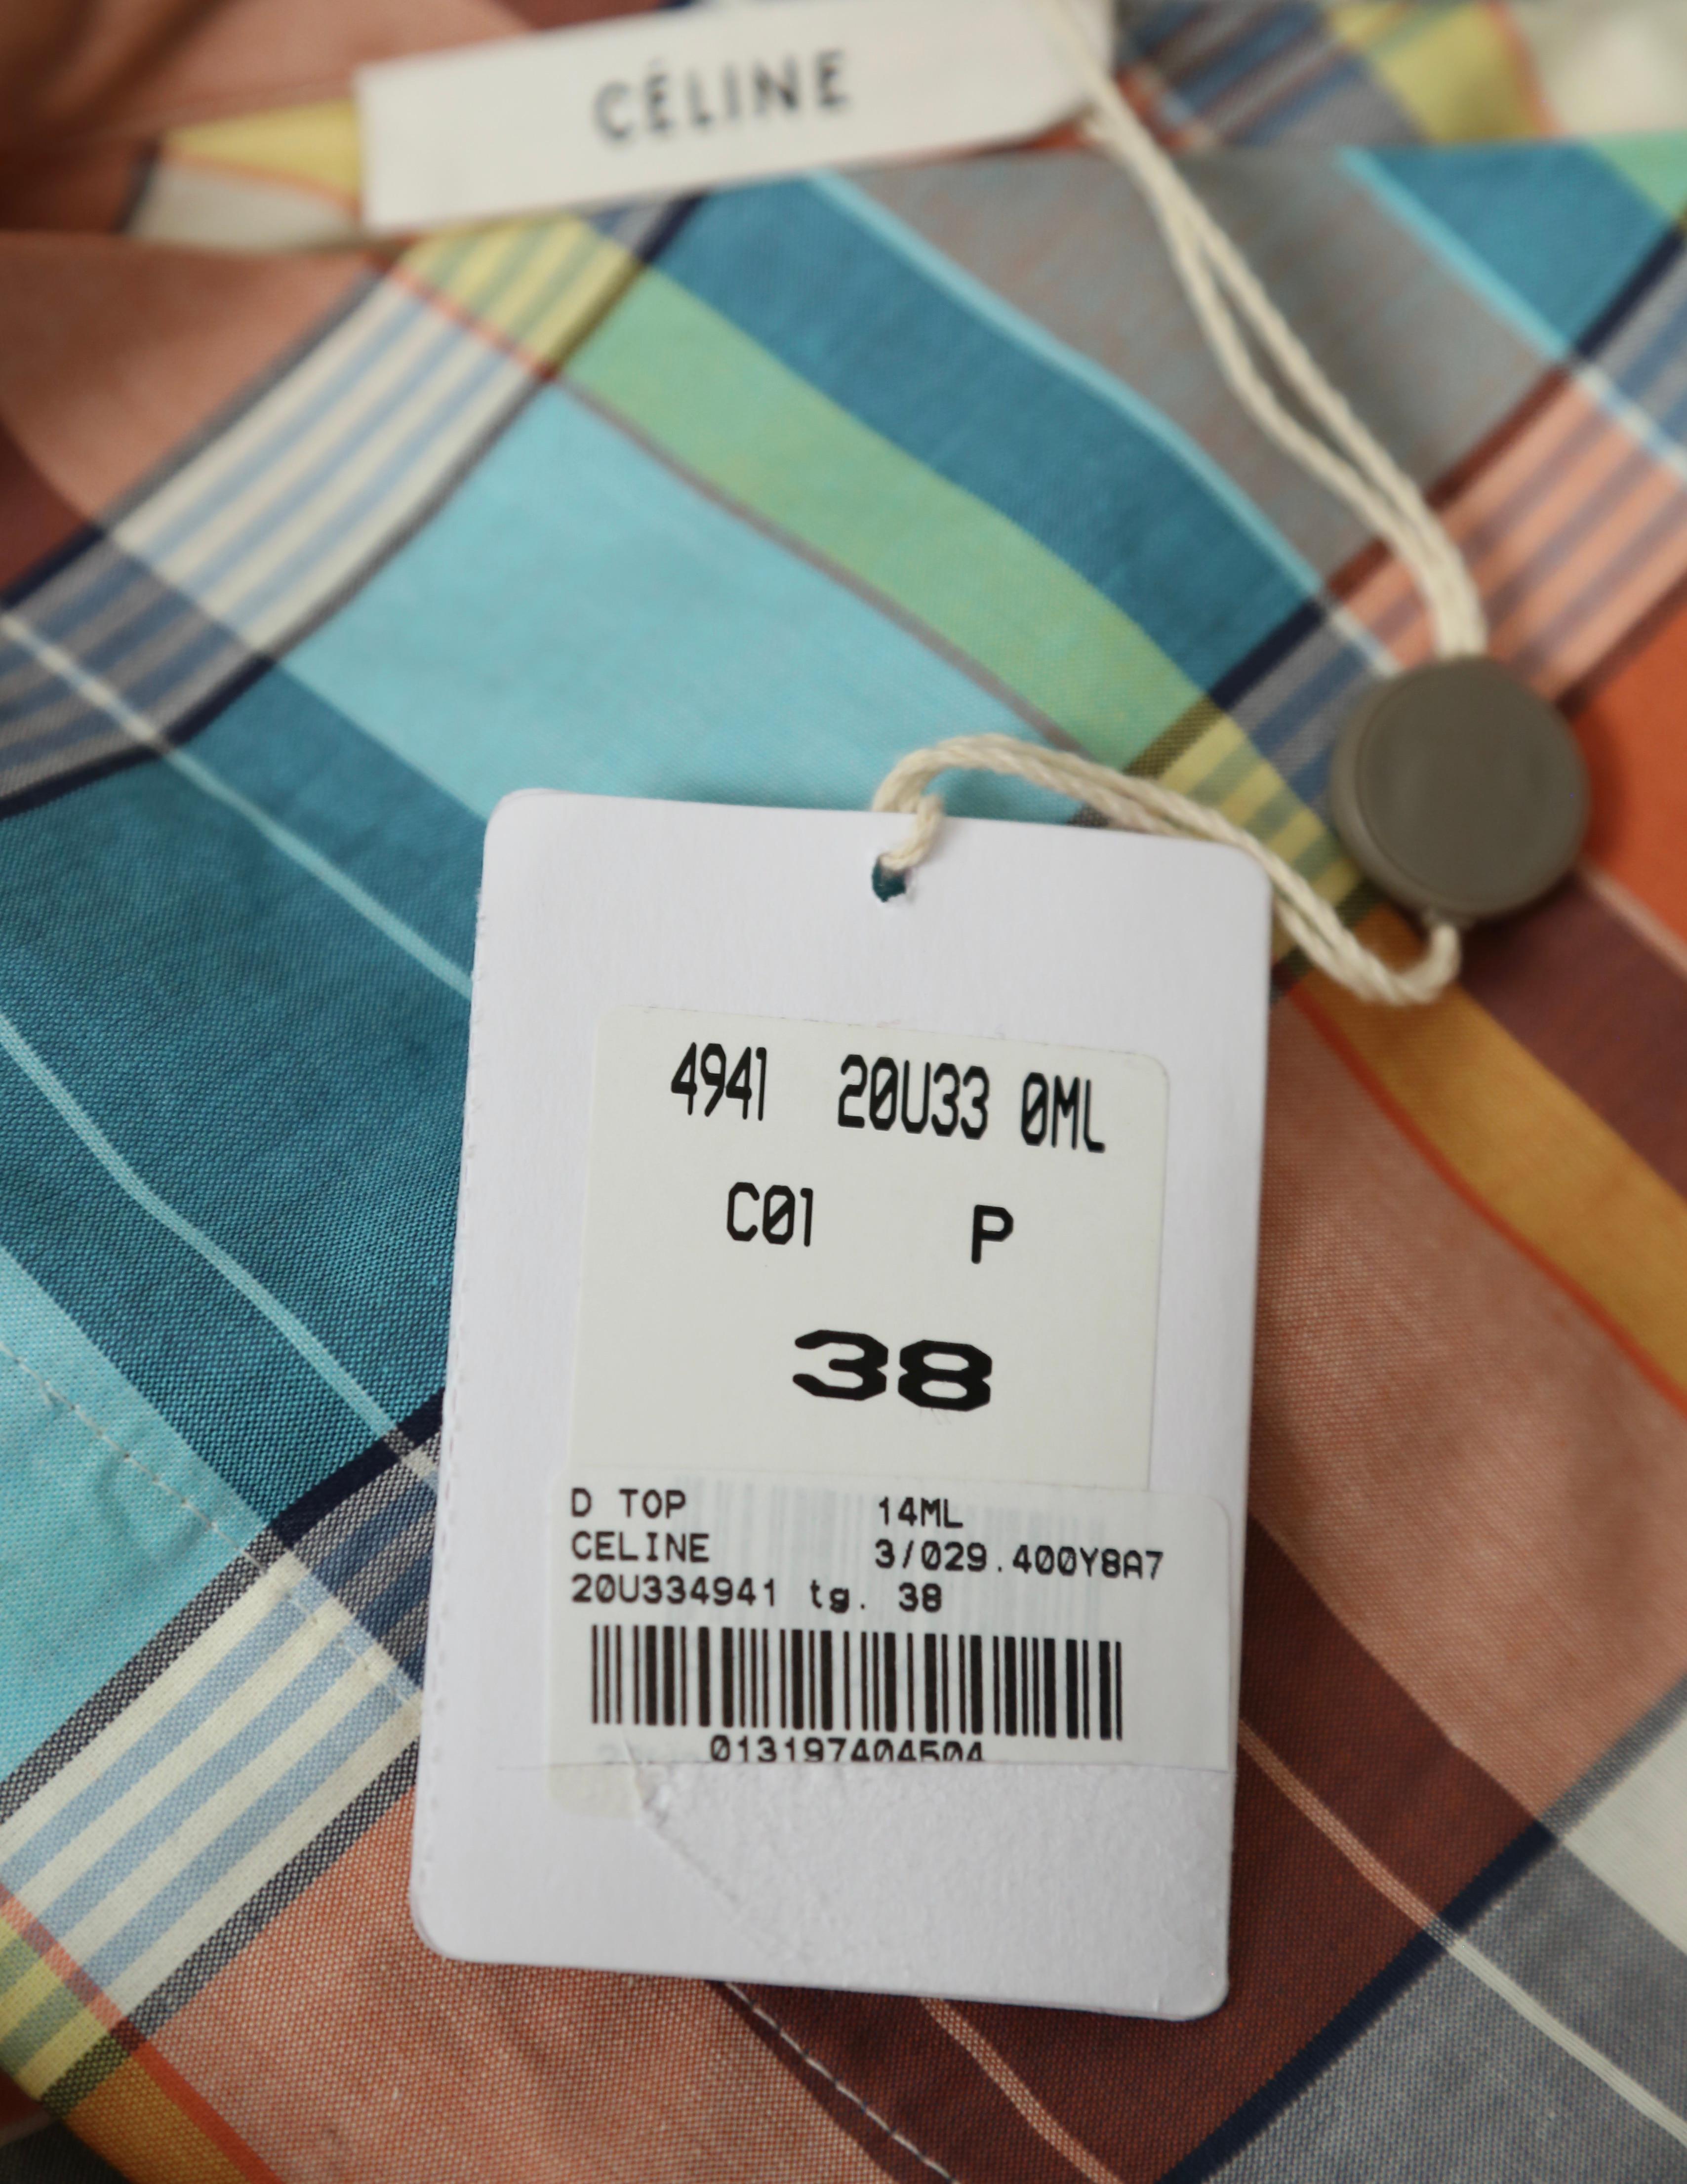 CÉLINE
4941 20U33 0ML
C01 P
38
D TOP 14ML
CELINE 3/029.400Y8A7
20U334941 tg. 38
013197404504